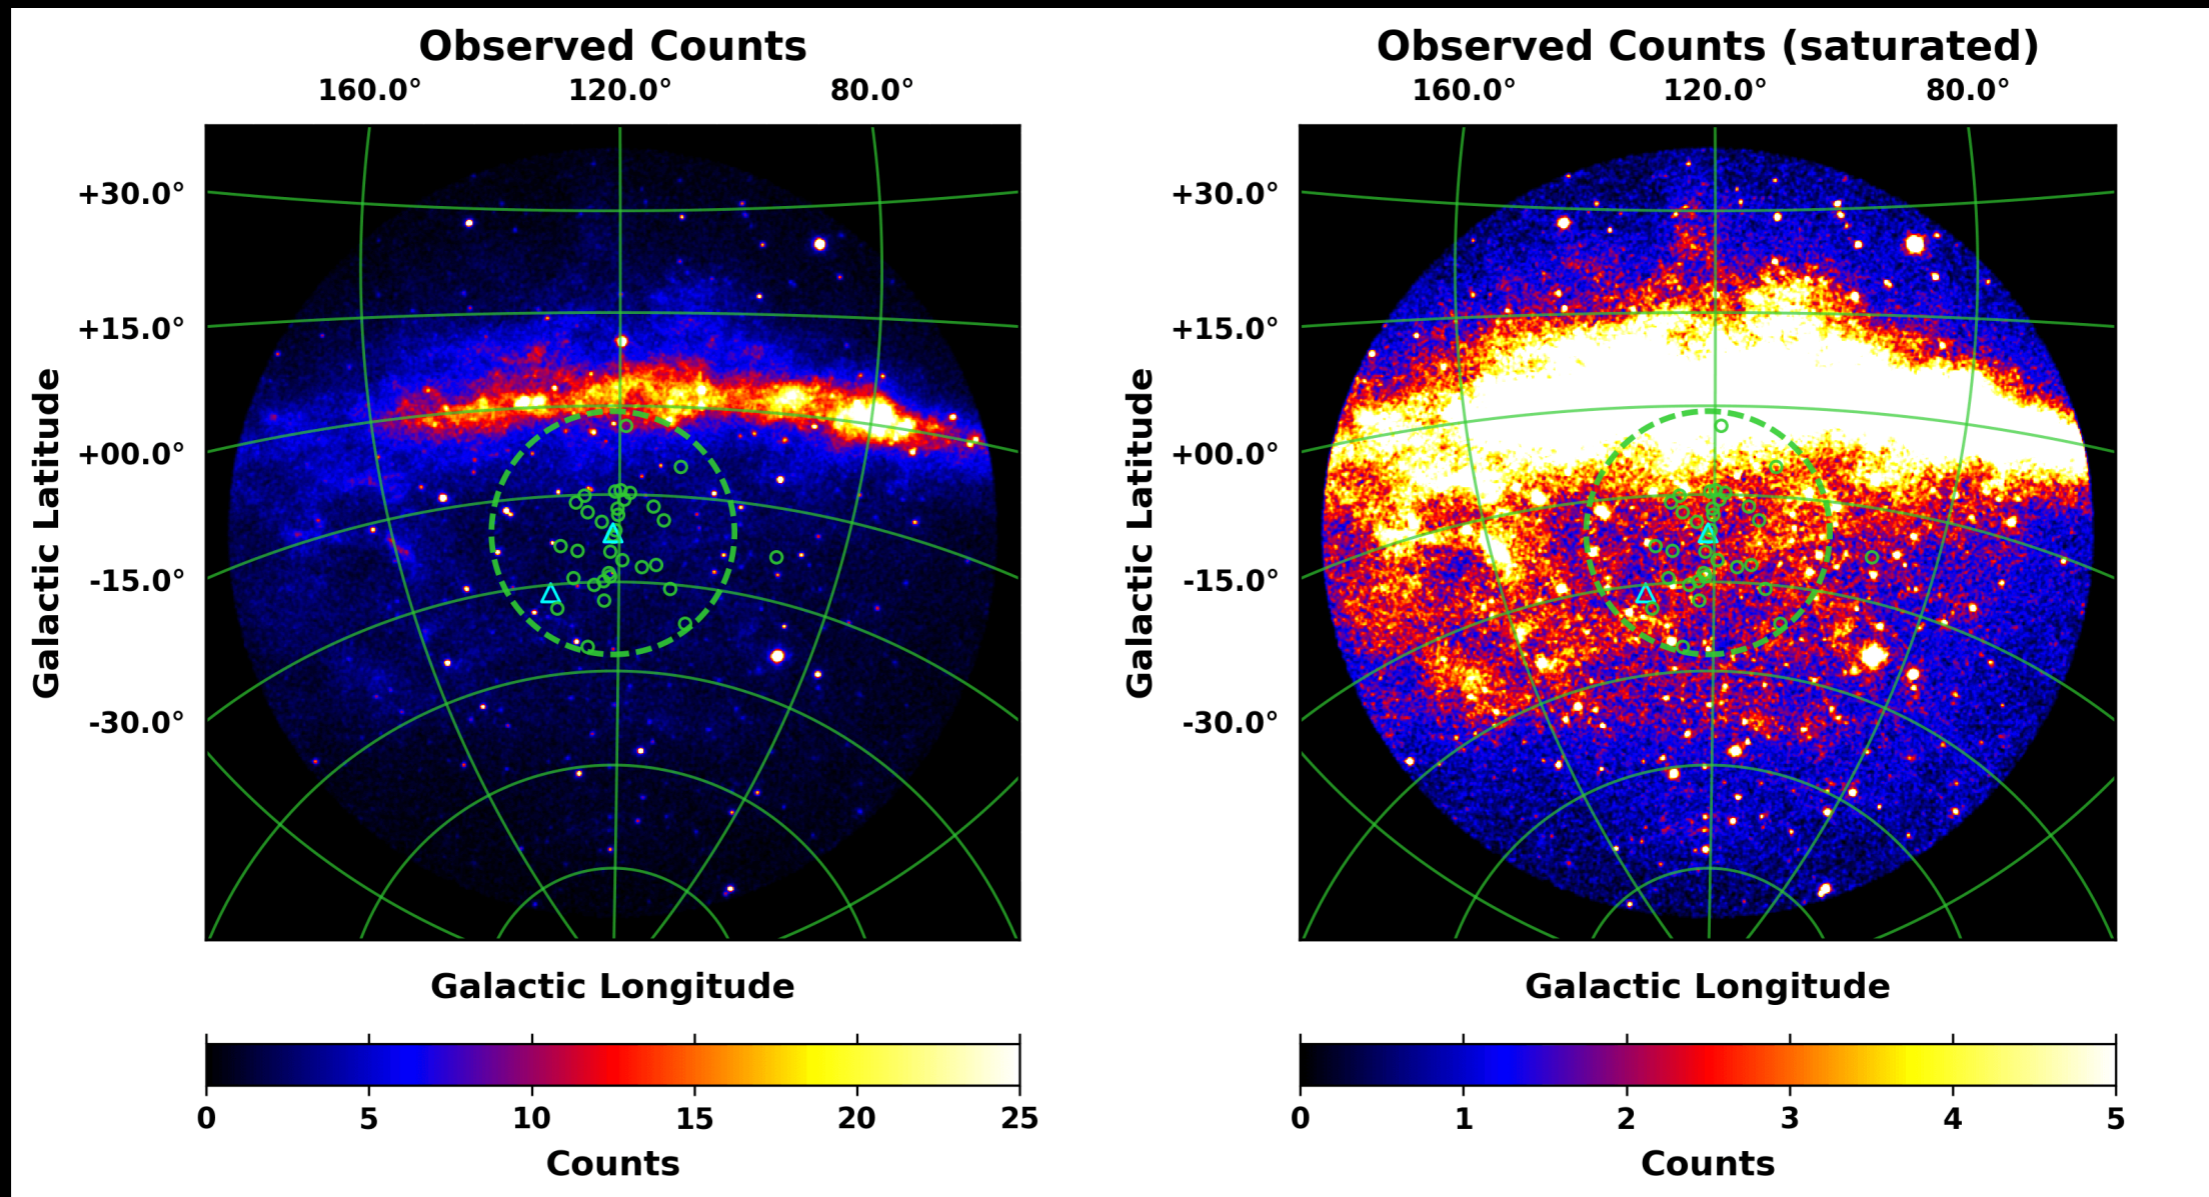 Observed Counts
160.0° 120.0° 80.0°
+30.0°
+15.0°
+00.0°
-15.0°
-30.0°
Galactic Latitude
Galactic Longitude
0 5 10 15 20 25
Counts
Observed Counts (saturated)
160.0° 120.0° 80.0°
+30.0°
+15.0°
+00.0°
-15.0°
-30.0°
Galactic Latitude
Galactic Longitude
0 1 2 3 4 5
Counts